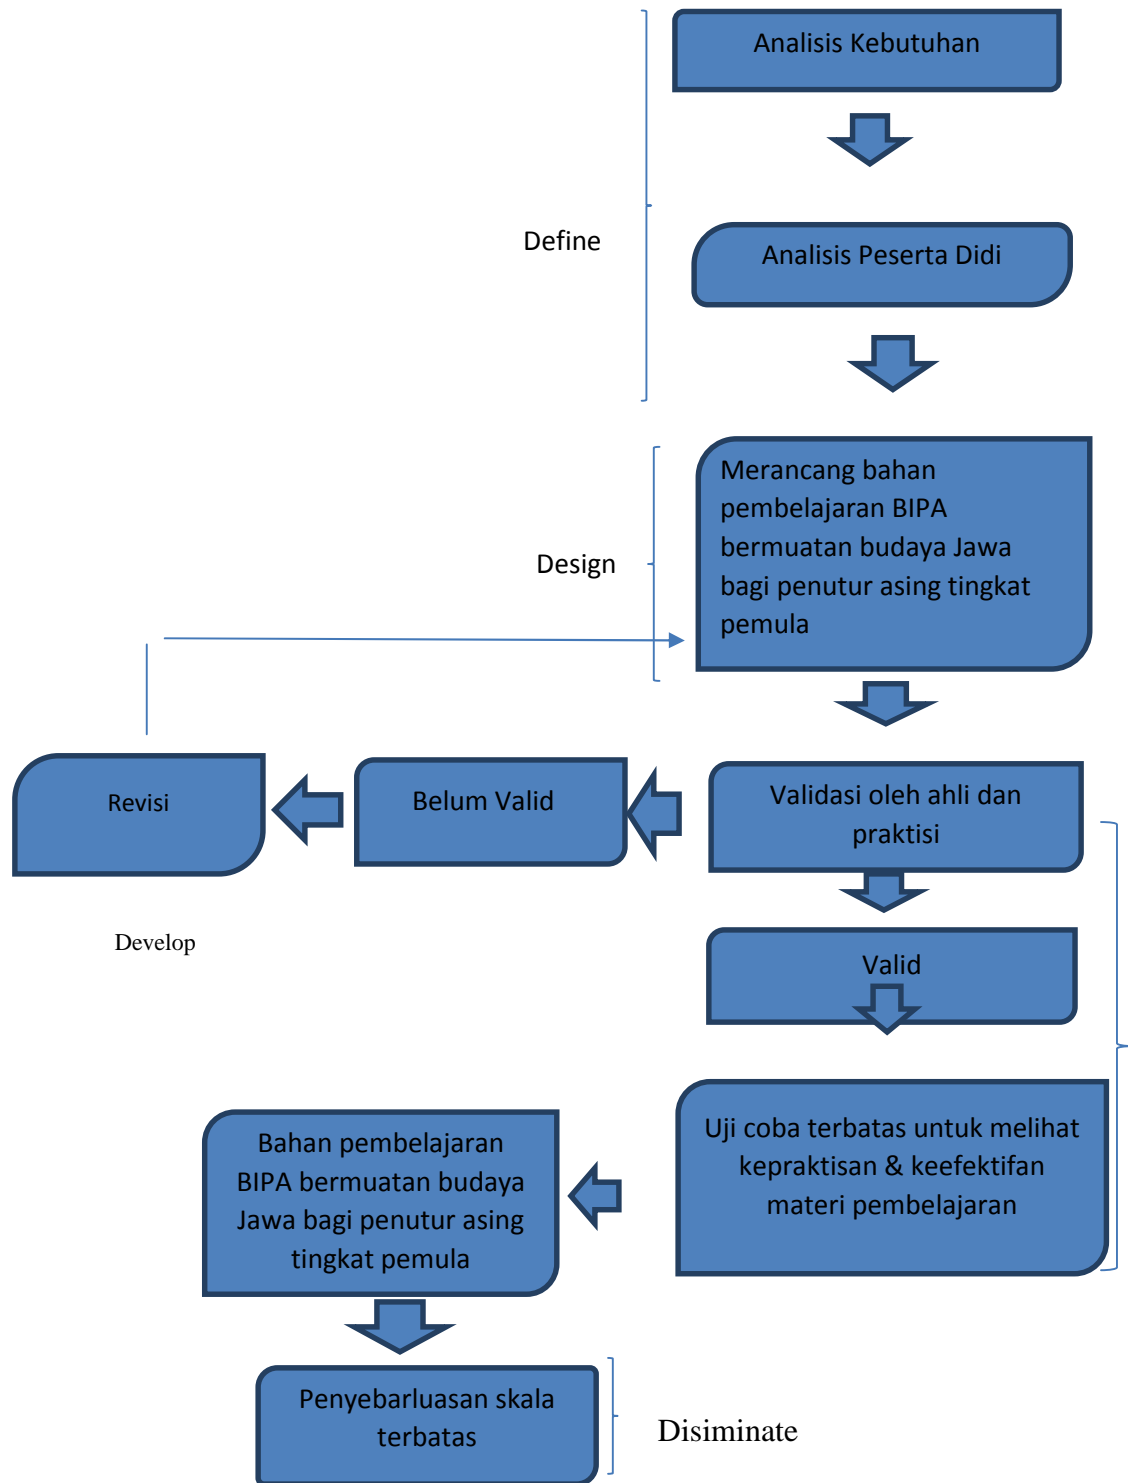 Analisis Kebutuhan
Define
Analisis Peserta Didi
Design
Merancang bahan
pembelajaran BIPA
bermuatan budaya Jawa
bagi penutur asing tingkat
pemula
Revisi
Belum Valid
Validasi oleh ahli dan
praktisi
Develop
Valid
Uji coba terbatas untuk melihat
kepraktisan & keefektifan
materi pembelajaran
Bahan pembelajaran
BIPA bermuatan budaya
Jawa bagi penutur asing
tingkat pemula
Penyebarluasan skala
terbatas
Disiminate